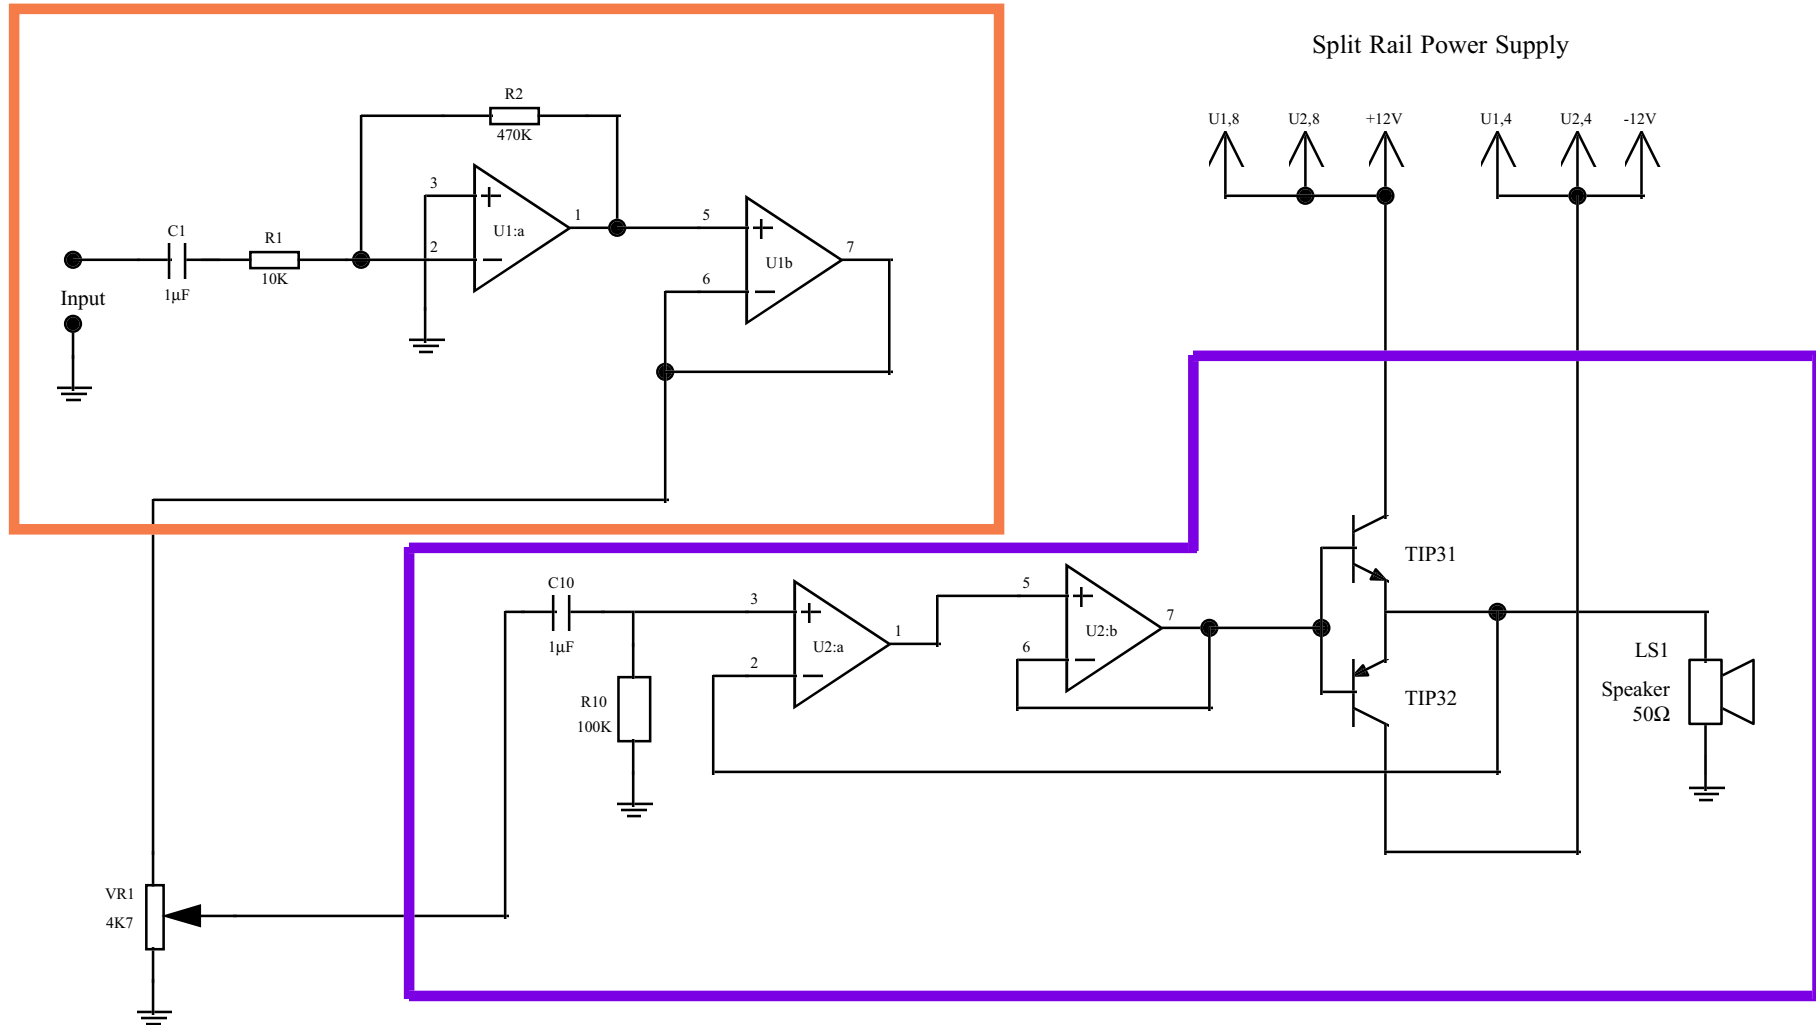 Split Rail Power Supply
U1,8
U2,8
+12V
U1,4
U2,4
-12V
R2
470K
3
+
U1:a
1
2
−
C1
1µF
R1
10K
Input
5
+
U1b
7
6
−
C10
1µF
3
+
U2:a
1
2
−
R10
100K
5
+
U2:b
7
6
−
TIP31
TIP32
LS1
Speaker
50Ω
VR1
4K7